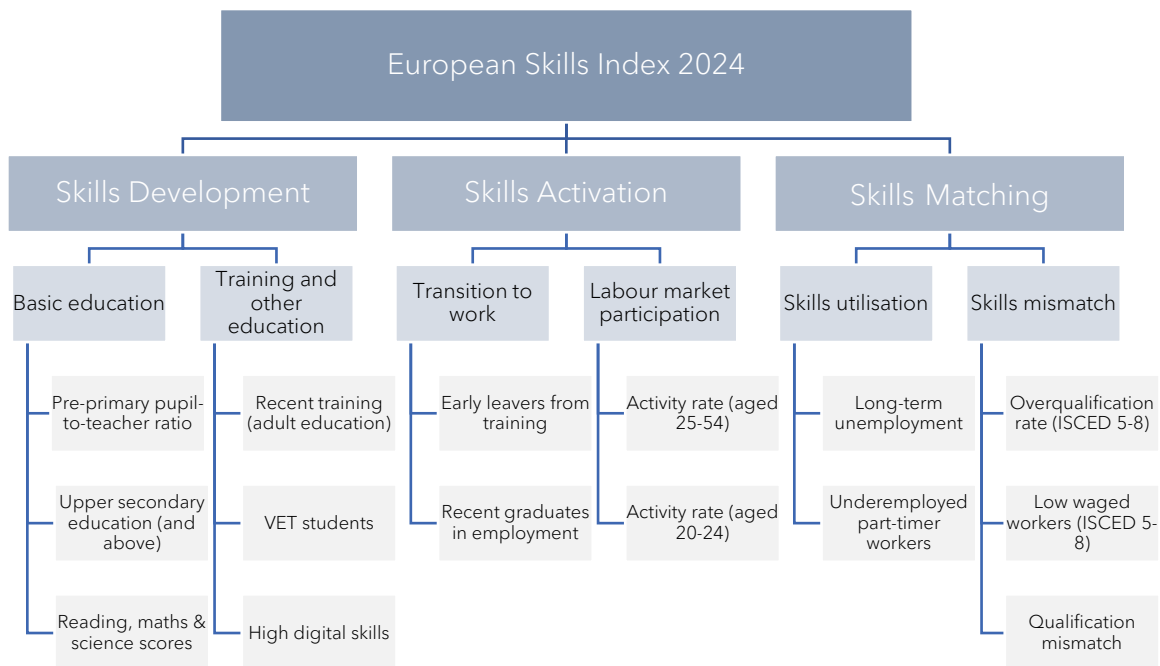 European Skills Index 2024
Skills Development
Skills Activation
Skills Matching
Basic education
Training and
other
education
Transition to
work
Labour market
participation
Skills utilisation
Skills mismatch
Pre-primary pupil-
to-teacher ratio
Recent training
(adult education)
Early leavers from
training
Activity rate (aged
25-54)
Long-term
unemployment
Overqualification
rate (ISCED 5-8)
Upper secondary
education (and
above)
VET students
Recent graduates
in employment
Activity rate (aged
20-24)
Underemployed
part-timer
workers
Low waged
workers (ISCED 5-
8)
Reading, maths &
science scores
High digital skills
Qualification
mismatch